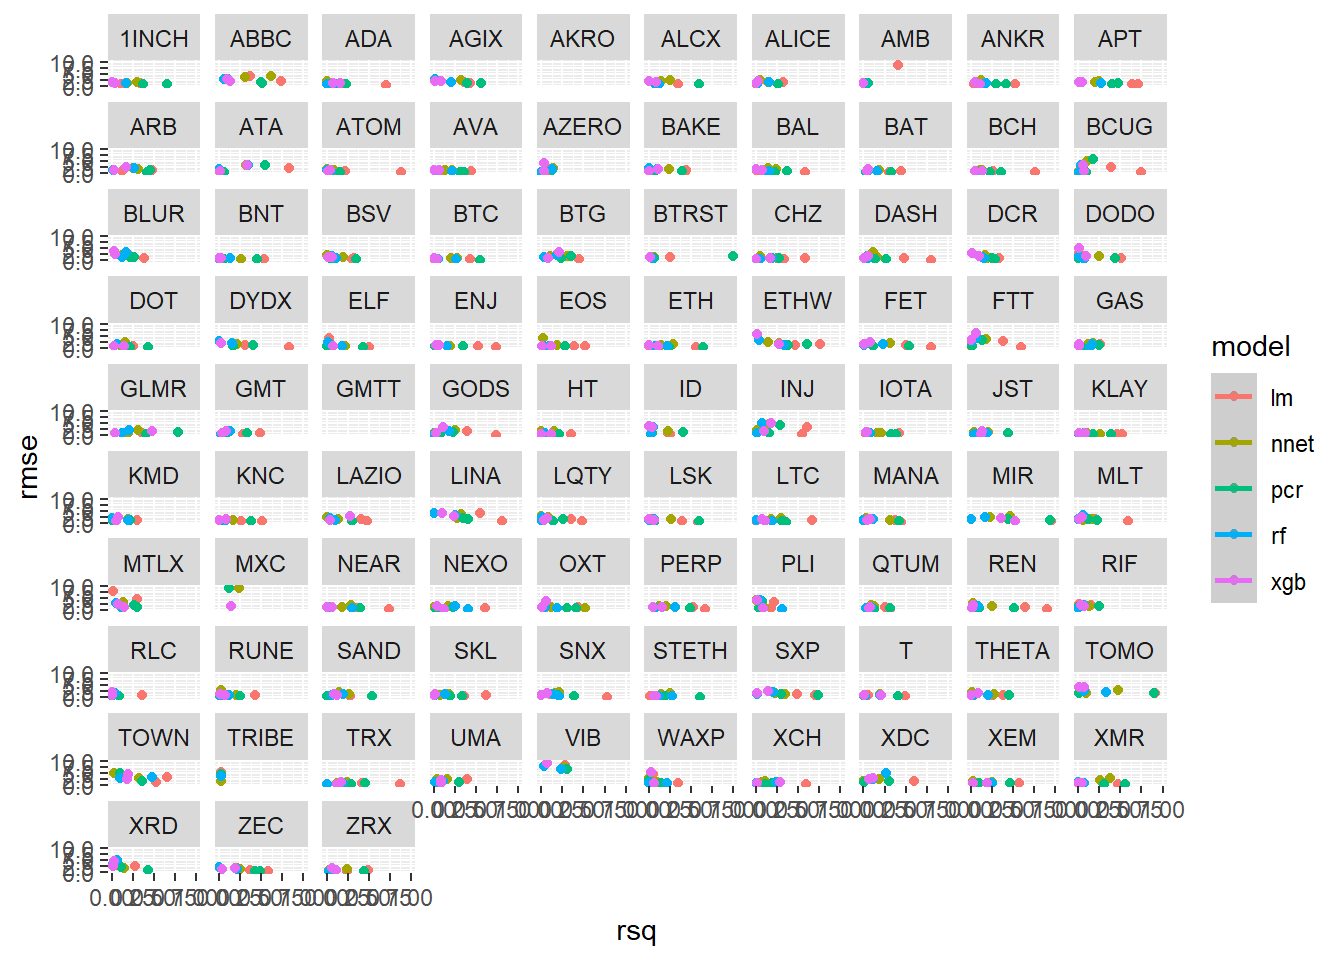 1INCH ABBC ADA AGIX AKRO ALCX ALICE AMB ANKR APT
ARB ATA ATOM AVA AZERO BAKE BAL BAT BCH BCUG
BLUR BNT BSV BTC BTG BTRST CHZ DASH DCR DODO
DOT DYDX ELF ENJ EOS ETH ETHW FET FTT GAS
GLMR GMT GMTT GODS HT ID INJ IOTA JST KLAY
KMD KNC LAZIO LINA LQTY LSK LTC MANA MIR MLT
MTLX MXC NEAR NEXO OXT PERP PLI QTUM REN RIF
RLC RUNE SAND SKL SNX STETH SXP T THETA TOMO
TOWN TRIBE TRX UMA VIB WAXP XCH XDC XEM XMR
XRD ZEC ZRX
rmse
rsq
model
lm
nnet
pcr
rf
xgb